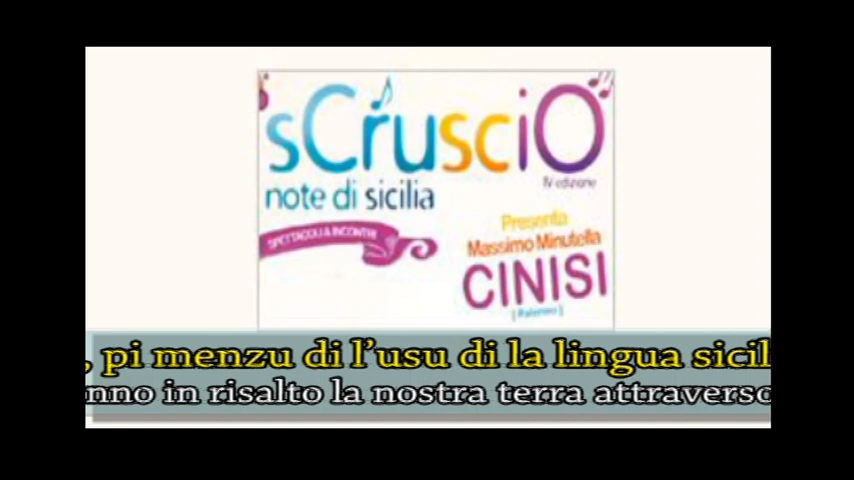 sCrusciO
IV edizione
note di sicilia
SPETTACOLI & INCONTRI
Presenta
Massimo Minutella
CINISI
[ Palermo ]
, pi menzu di l’usu di la lingua sicil
nno in risalto la nostra terra attraverso